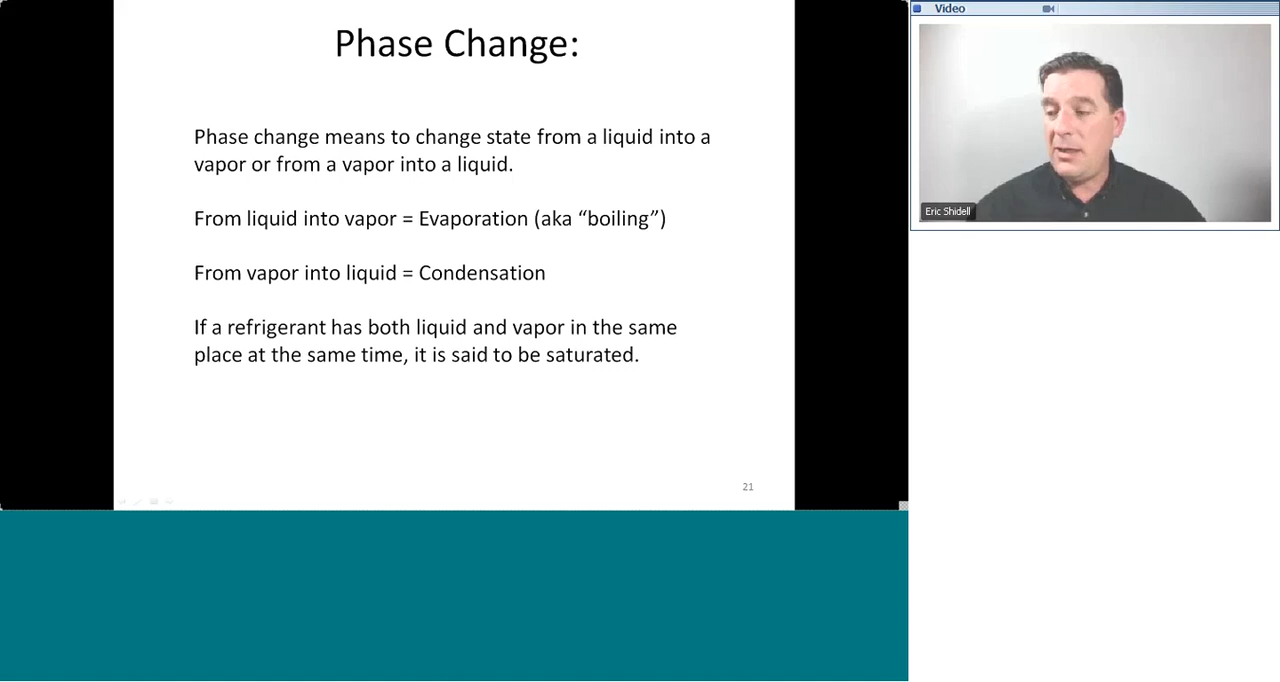 Phase Change:
Phase change means to change state from a liquid into a
vapor or from a vapor into a liquid.
From liquid into vapor = Evaporation (aka “boiling”)
From vapor into liquid = Condensation
If a refrigerant has both liquid and vapor in the same
place at the same time, it is said to be saturated.
21
Video
Eric Shidell